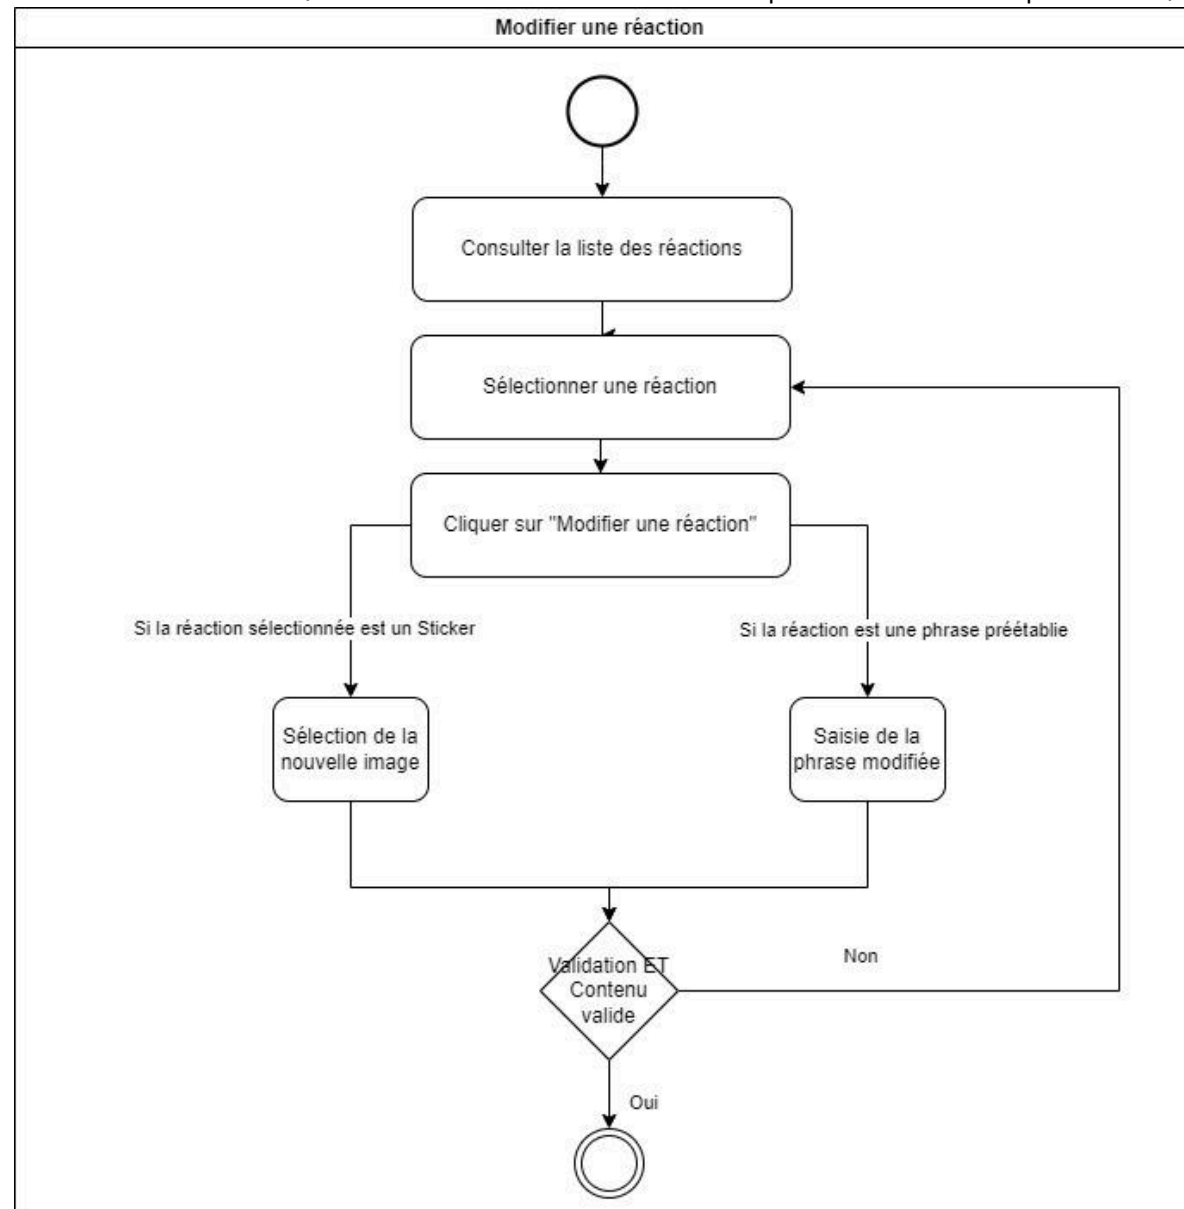 Modifier une réaction
Consulter la liste des réactions
Sélectionner une réaction
Cliquer sur "Modifier une réaction"
Si la réaction sélectionnée est un Sticker
Si la réaction est une phrase préétablie
Sélection de la
nouvelle image
Saisie de la
phrase modifiée
Validation ET
Contenu
valide
Non
Oui